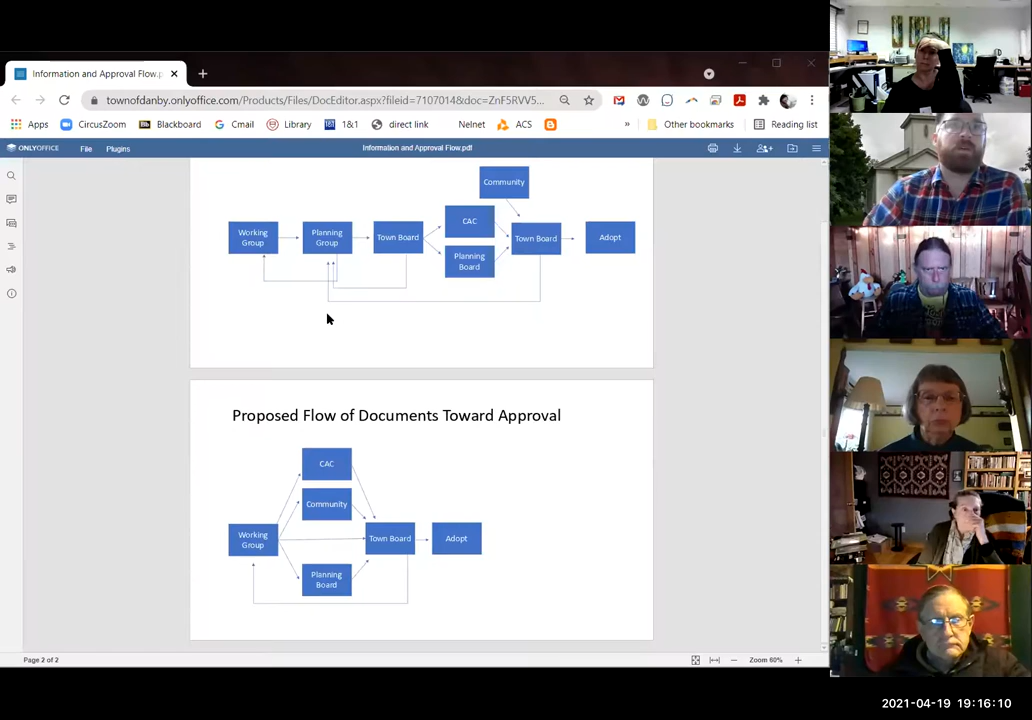 Information and Approval Flow.p
townofdanby.onlyoffice.com/Products/Files/DocEditor.aspx?fileid=7107014&doc=ZnF5RVV5...
Apps CircusZoom Blackboard Gmail Library 1&1 direct link Nelnet ACS » Other bookmarks Reading list
ONLYOFFICE File Plugins Information and Approval Flow.pdf
Community
CAC
Working
Group
Planning
Group
Town Board
Town Board
Adopt
Planning
Board
Proposed Flow of Documents Toward Approval
CAC
Community
Working
Group
Town Board
Adopt
Planning
Board
Page 2 of 2
Zoom 60%
2021-04-19 19:16:10